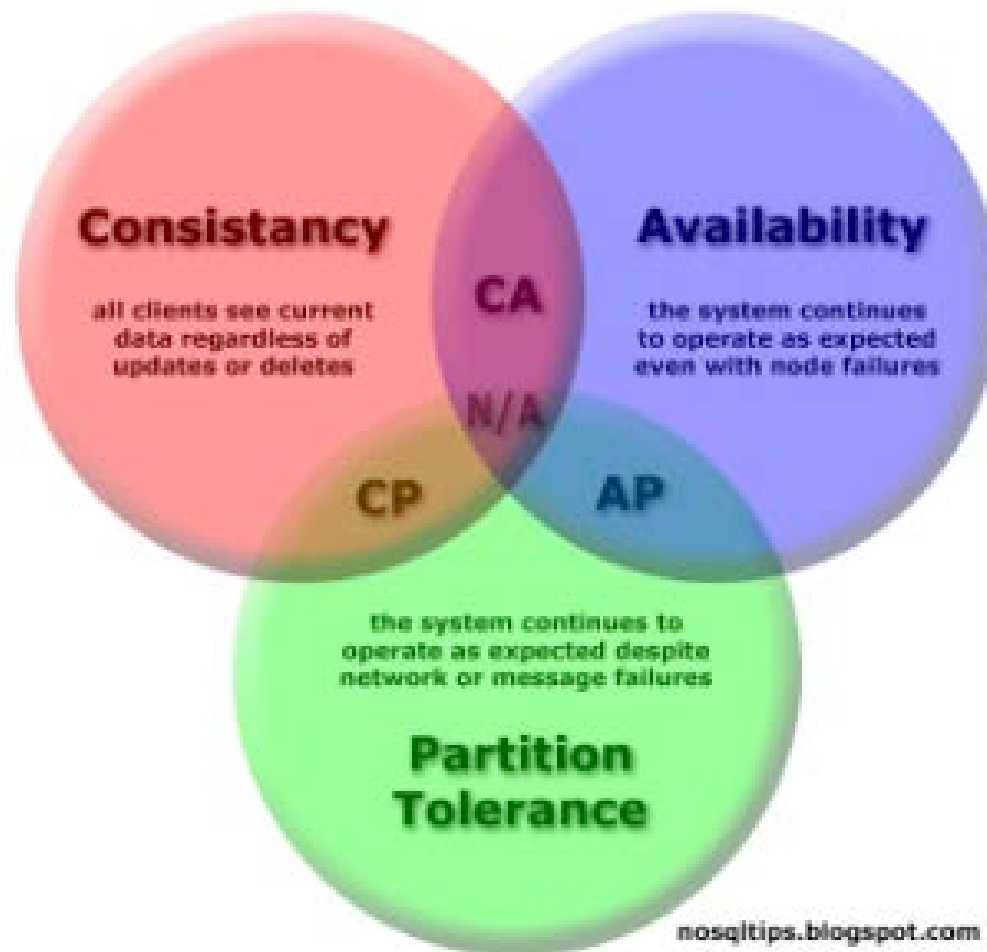 Consistancy
all clients see current
data regardless of
updates or deletes
Availability
the system continues
to operate as expected
even with node failures
CA
N/A
CP
AP
the system continues to
operate as expected despite
network or message failures
Partition
Tolerance
nosqltips.blogspot.com